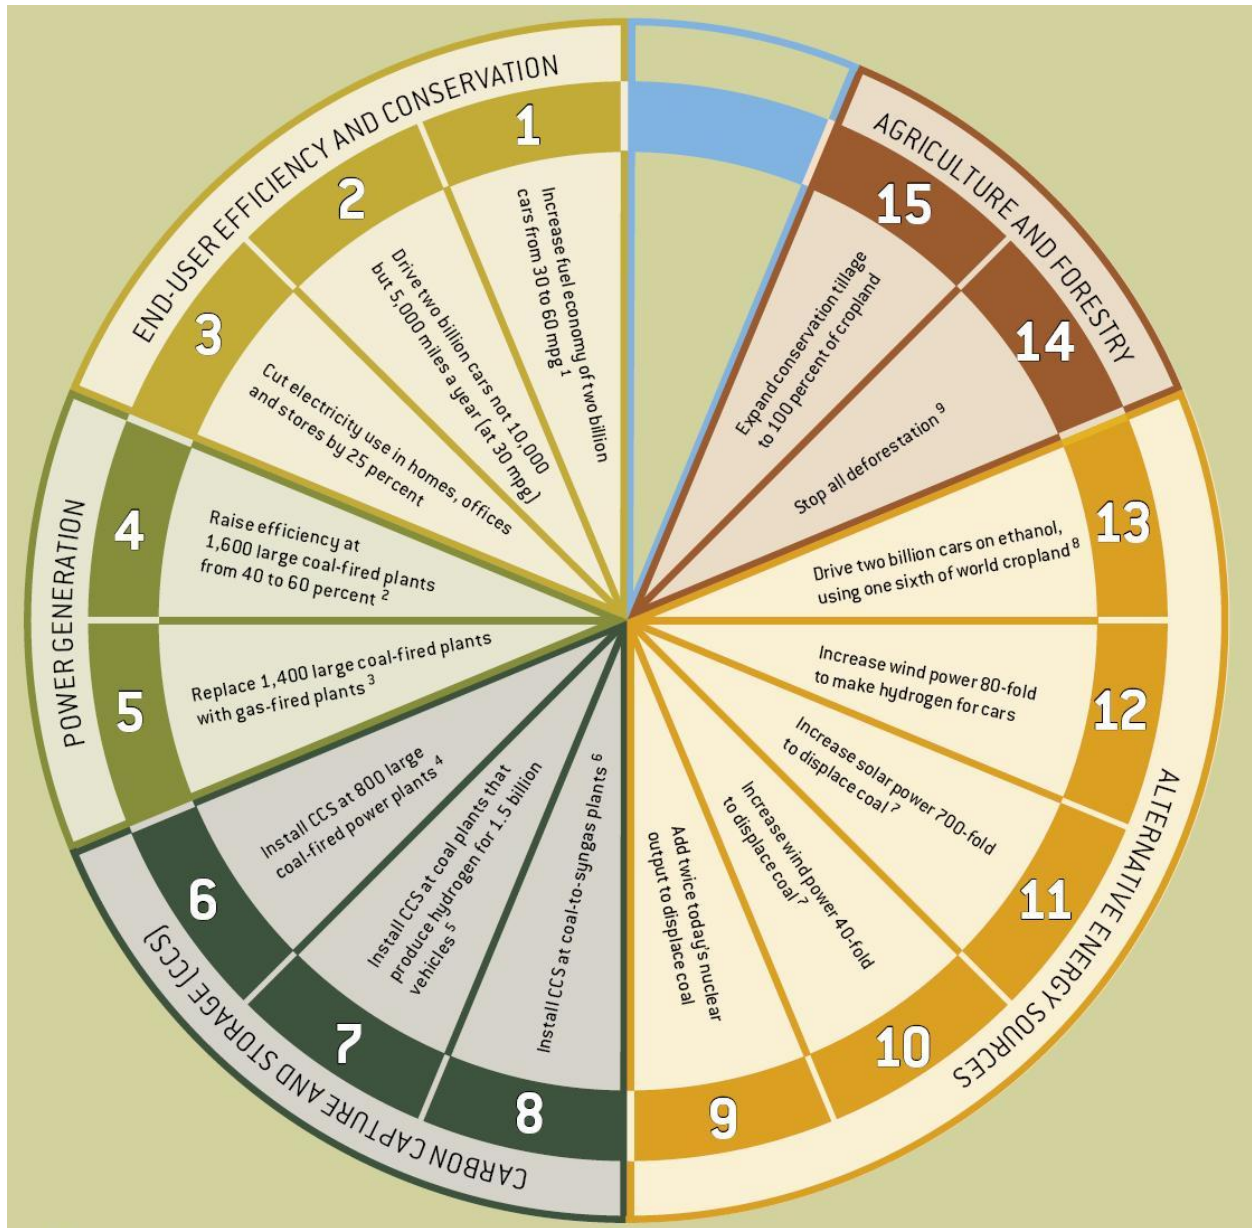 END-USER EFFICIENCY AND CONSERVATION
1
Increase fuel economy of two billion
cars from 30 to 60 mpg 1
2
Drive two billion cars not 10,000
but 5,000 miles a year (at 30 mpg)
3
Cut electricity use in homes, offices
and stores by 25 percent
POWER GENERATION
4
Raise efficiency at
1,600 large coal-fired plants
from 40 to 60 percent 2
5
Replace 1,400 large coal-fired plants
with gas-fired plants 3
CARBON CAPTURE AND STORAGE (CCS)
6
Install CCS at 800 large
coal-fired power plants 4
7
Install CCS at coal plants that
produce hydrogen for 1.5 billion
vehicles 5
8
Install CCS at coal-to-syngas plants 6
ALTERNATIVE ENERGY SOURCES
9
Add twice today's nuclear
output to displace coal
10
Increase wind power 40-fold
to displace coal 7
11
Increase solar power 700-fold
to displace coal 7
12
Increase wind power 80-fold
to make hydrogen for cars
13
Drive two billion cars on ethanol,
using one sixth of world cropland 8
AGRICULTURE AND FORESTRY
14
Stop all deforestation 9
15
Expand conservation tillage
to 100 percent of cropland